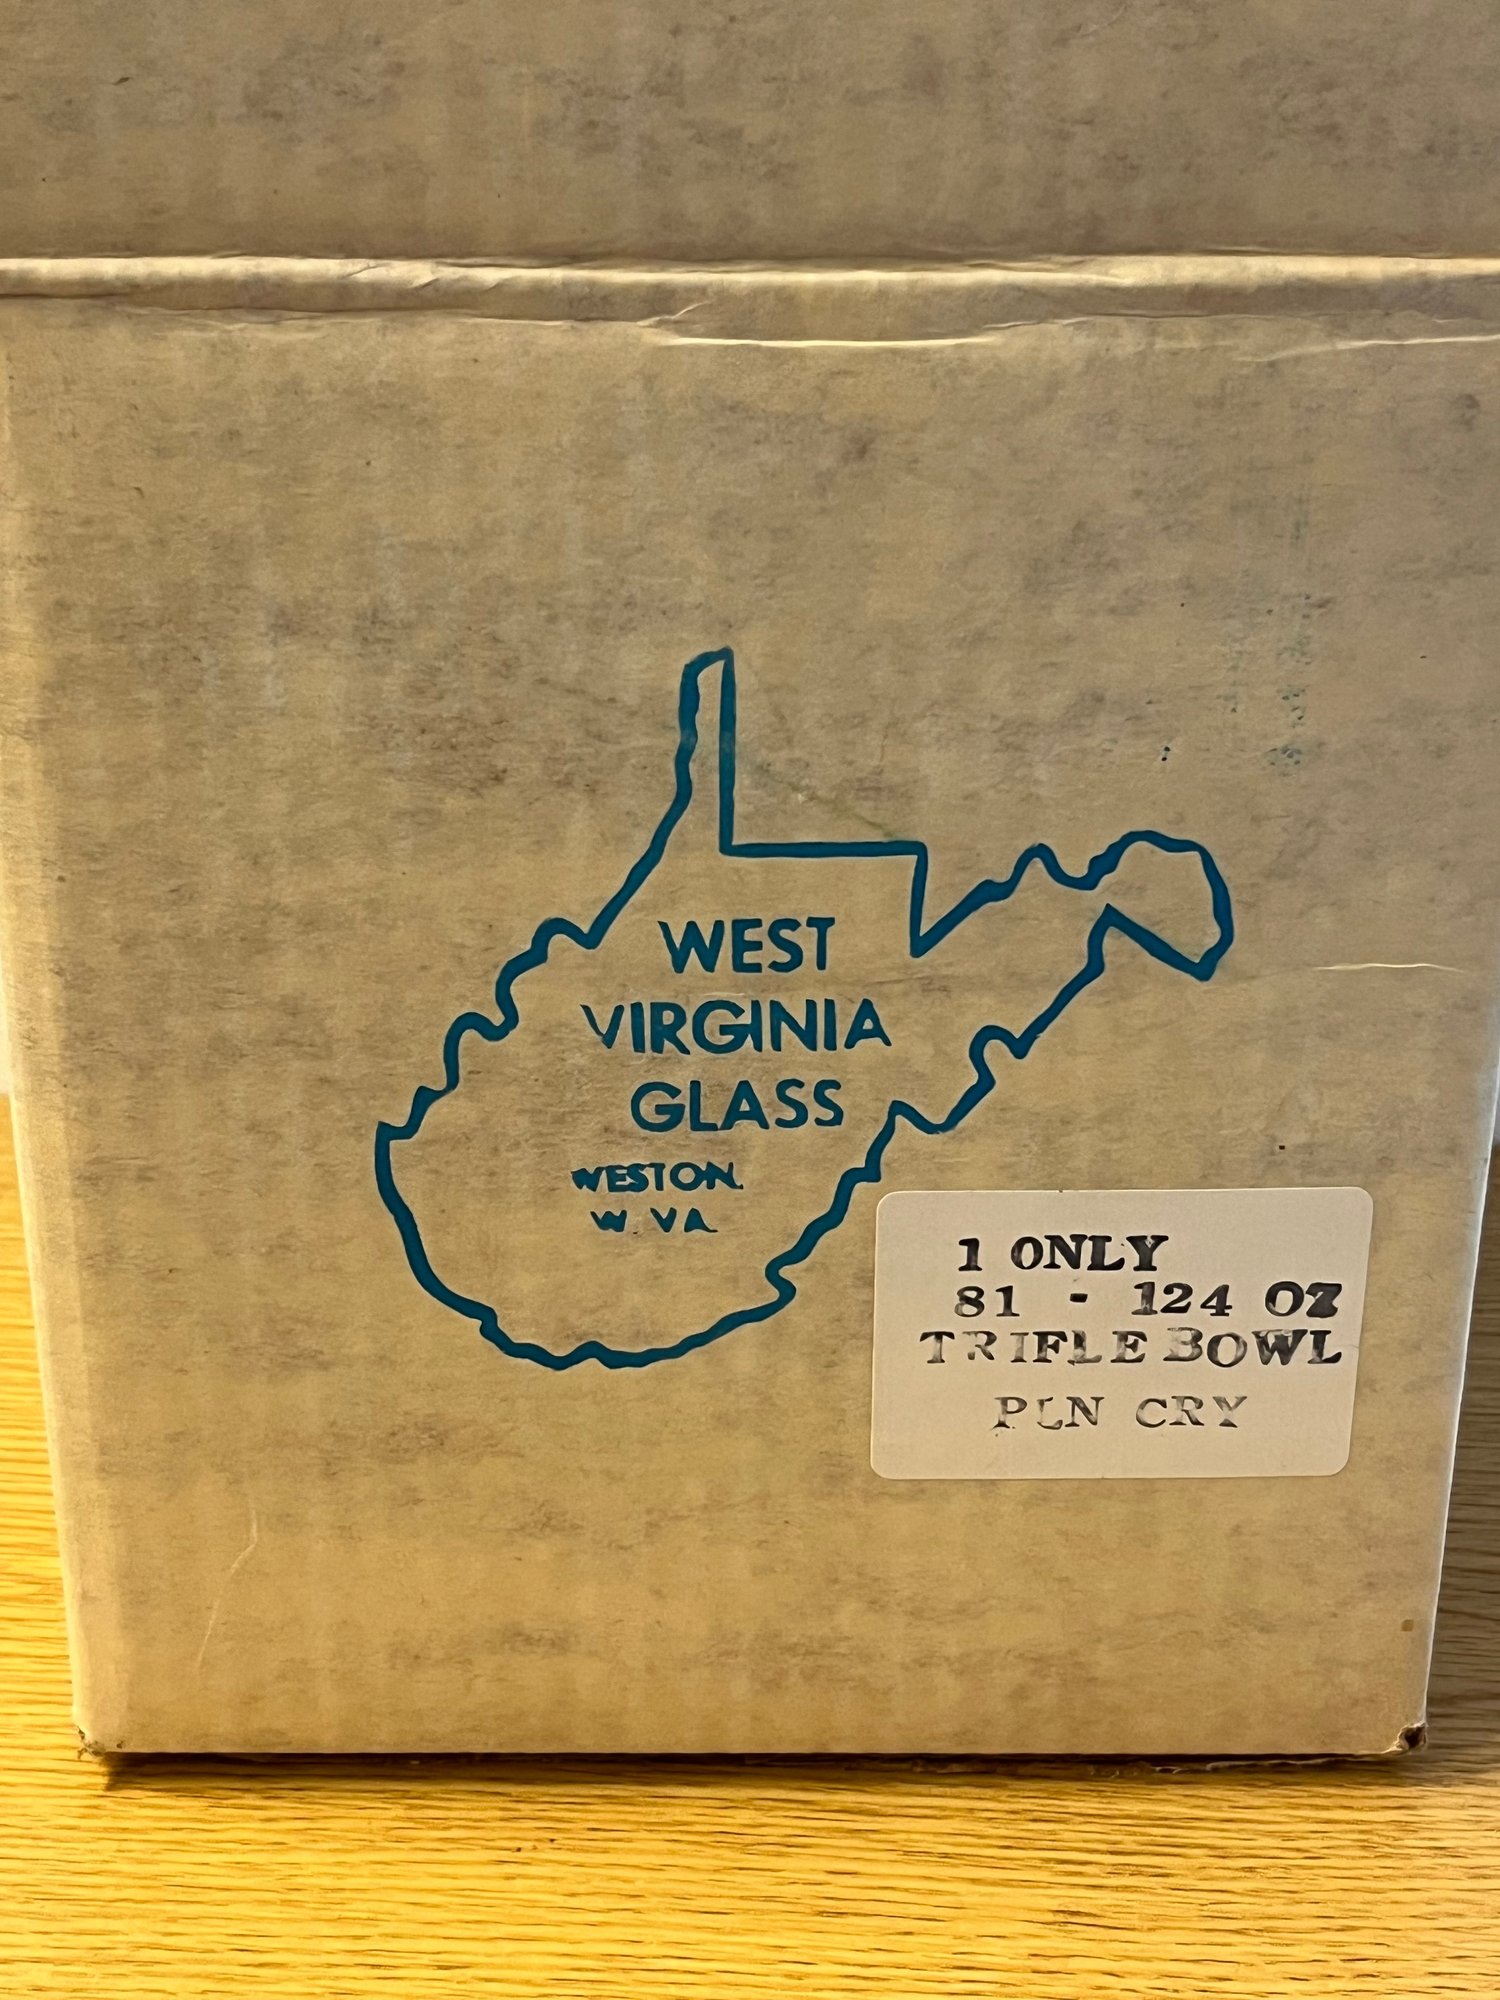 WEST
VIRGINIA
GLASS
WESTON.
W. VA.
1 ONLY
81 - 124 OZ
TRIFLE BOWL
PLN CRY